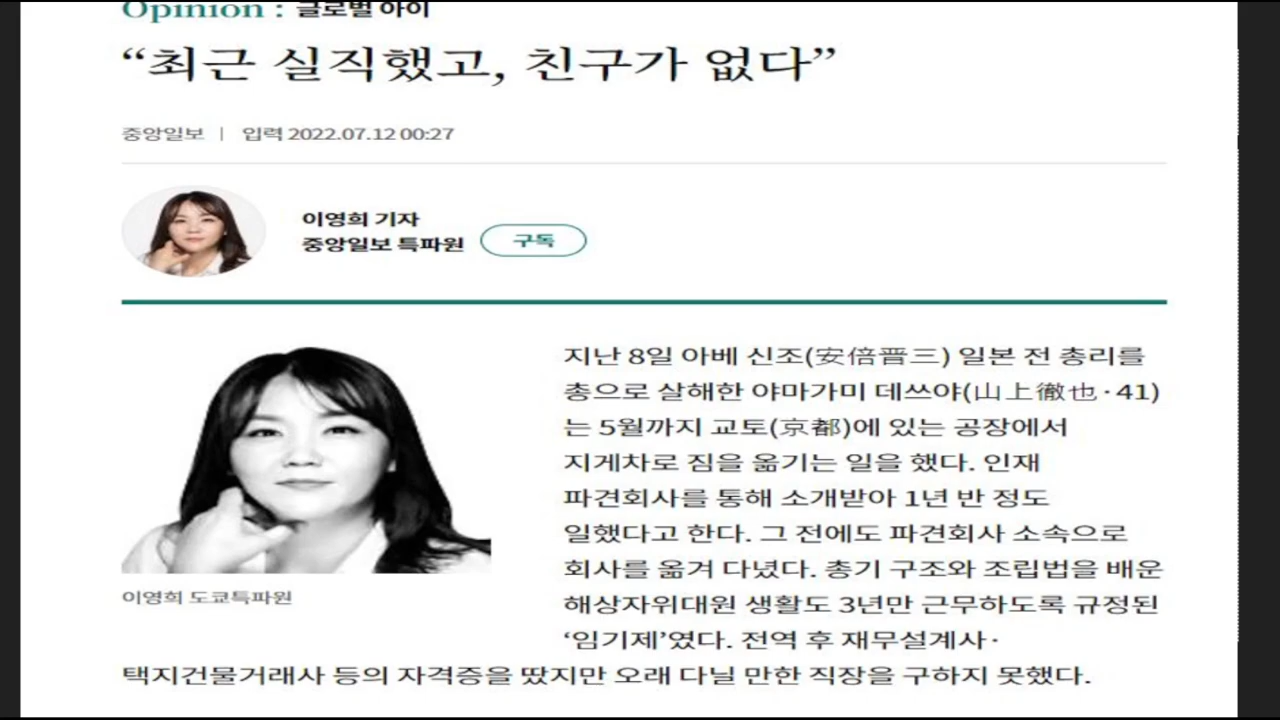 Opinion : 글로벌 아이
“최근 실직했고, 친구가 없다”
중앙일보 | 입력 2022.07.12 00:27
이영희 기자
중앙일보 특파원
구독
지난 8일 아베 신조(安倍晋三) 일본 전 총리를
총으로 살해한 야마가미 데쓰야(山上徹也·41)
는 5월까지 교토(京都)에 있는 공장에서
지게차로 짐을 옮기는 일을 했다. 인재
파견회사를 통해 소개받아 1년 반 정도
일했다고 한다. 그 전에도 파견회사 소속으로
회사를 옮겨 다녔다. 총기 구조와 조립법을 배운
해상자위대원 생활도 3년만 근무하도록 규정된
‘임기제’였다. 전역 후 재무설계사·
택지건물거래사 등의 자격증을 땄지만 오래 다닐 만한 직장을 구하지 못했다.
이영희 도쿄특파원